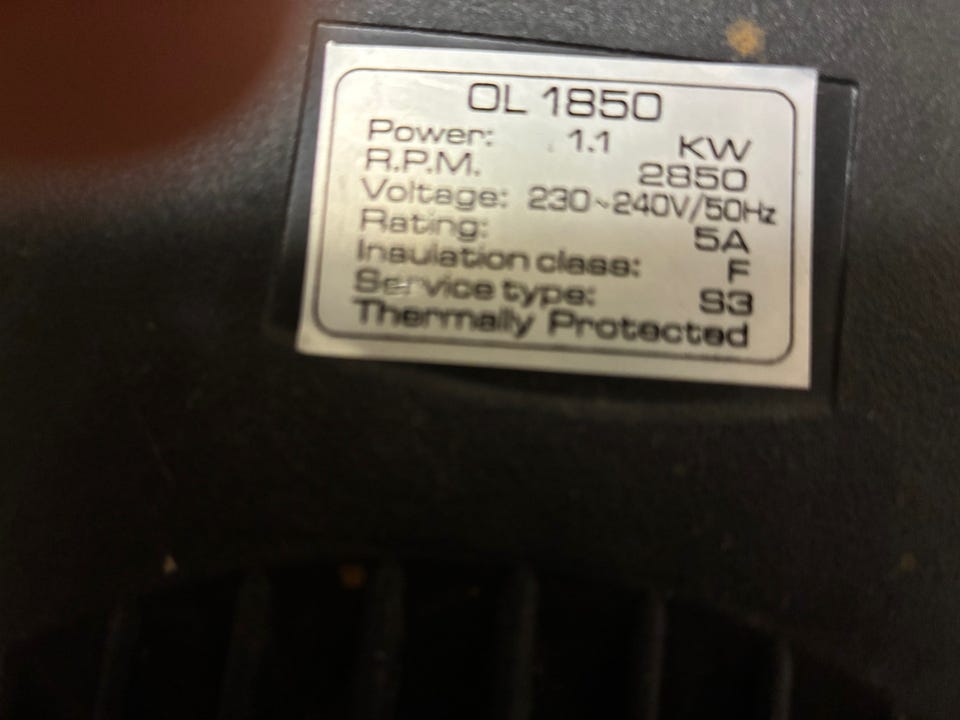 OL 1850
Power: 1.1 KW
R.P.M. 2850
Voltage: 230~240V/50Hz
Rating: 5A
Insulation class: F
Service type: S3
Thermally Protected